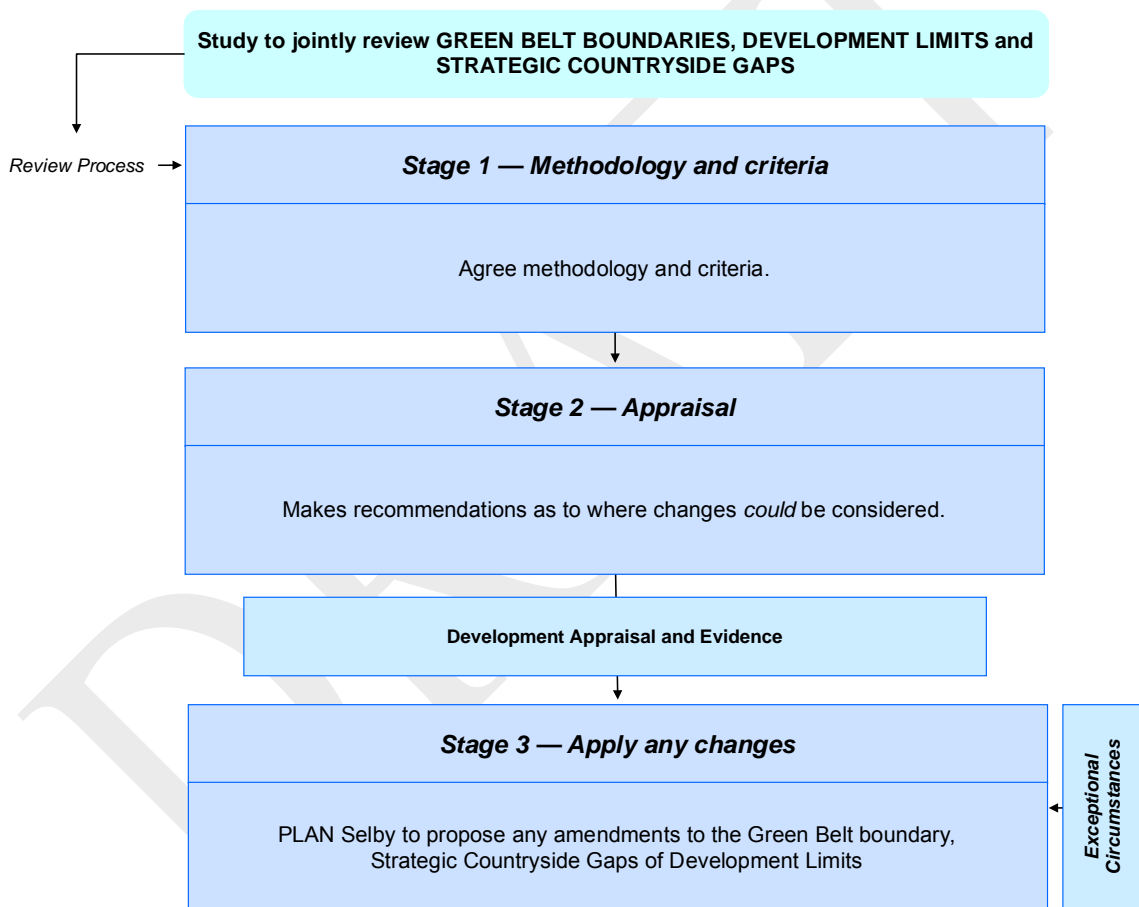 Study to jointly review GREEN BELT BOUNDARIES, DEVELOPMENT LIMITS and
STRATEGIC COUNTRYSIDE GAPS
Review Process
Stage 1 — Methodology and criteria
Agree methodology and criteria.
Stage 2 — Appraisal
Makes recommendations as to where changes could be considered.
Development Appraisal and Evidence
Stage 3 — Apply any changes
PLAN Selby to propose any amendments to the Green Belt boundary,
Strategic Countryside Gaps of Development Limits
Exceptional
Circumstances
DRAFT